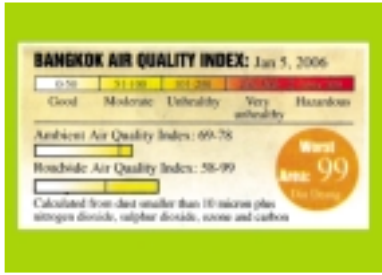 BANGKOK AIR QUALITY INDEX: Jan 5, 2006
0-50 51-100 101-200
Good Moderate Unhealthy Very unhealthy Hazardous
Ambient Air Quality Index: 69-78
Roadside Air Quality Index: 58-99
Worst
Area: 99
Din Daeng
Calculated from dust smaller than 10 micron plus
nitrogen dioxide, sulphur dioxide, ozone and carbon